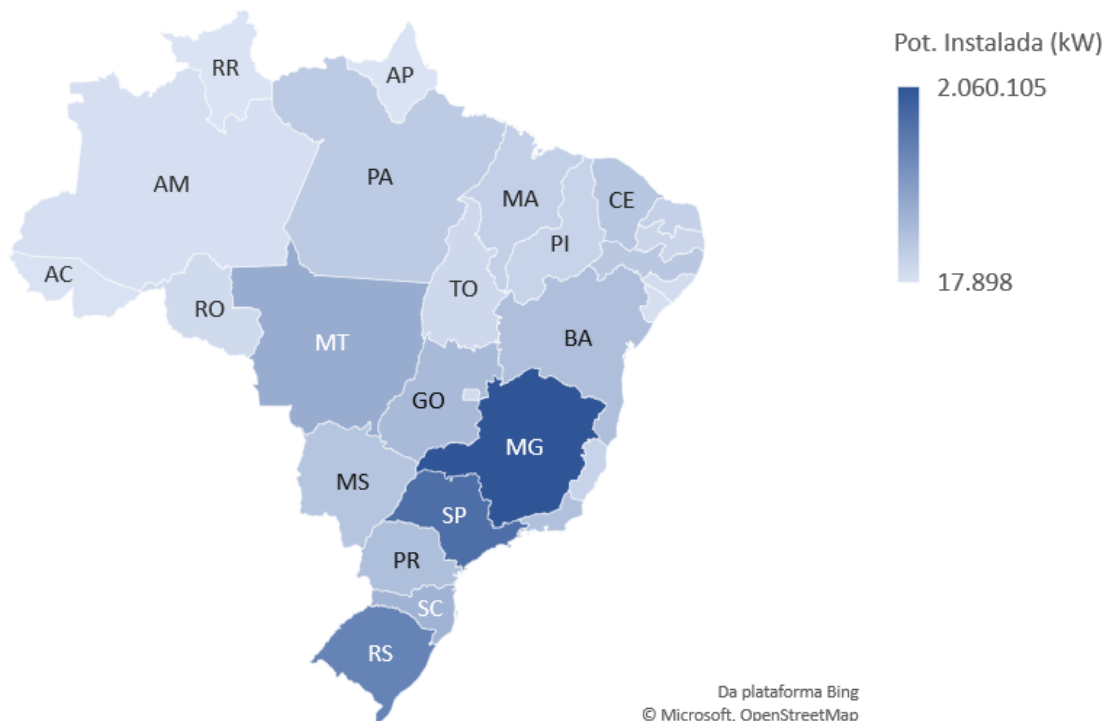 Pot. Instalada (kW)
2.060.105
17.898
RR
AP
AM
PA
MA
CE
PI
AC
RO
TO
MT
BA
GO
MG
MS
SP
PR
SC
RS
Da plataforma Bing
© Microsoft, OpenStreetMap